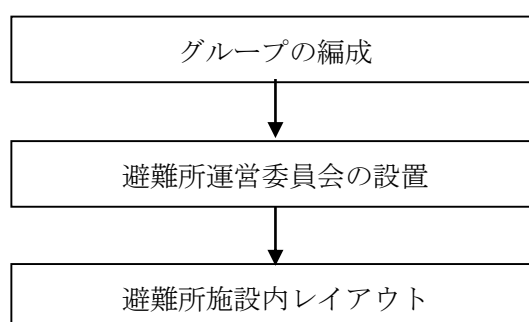 グループの編成
避難所運営委員会の設置
避難所施設内レイアウト